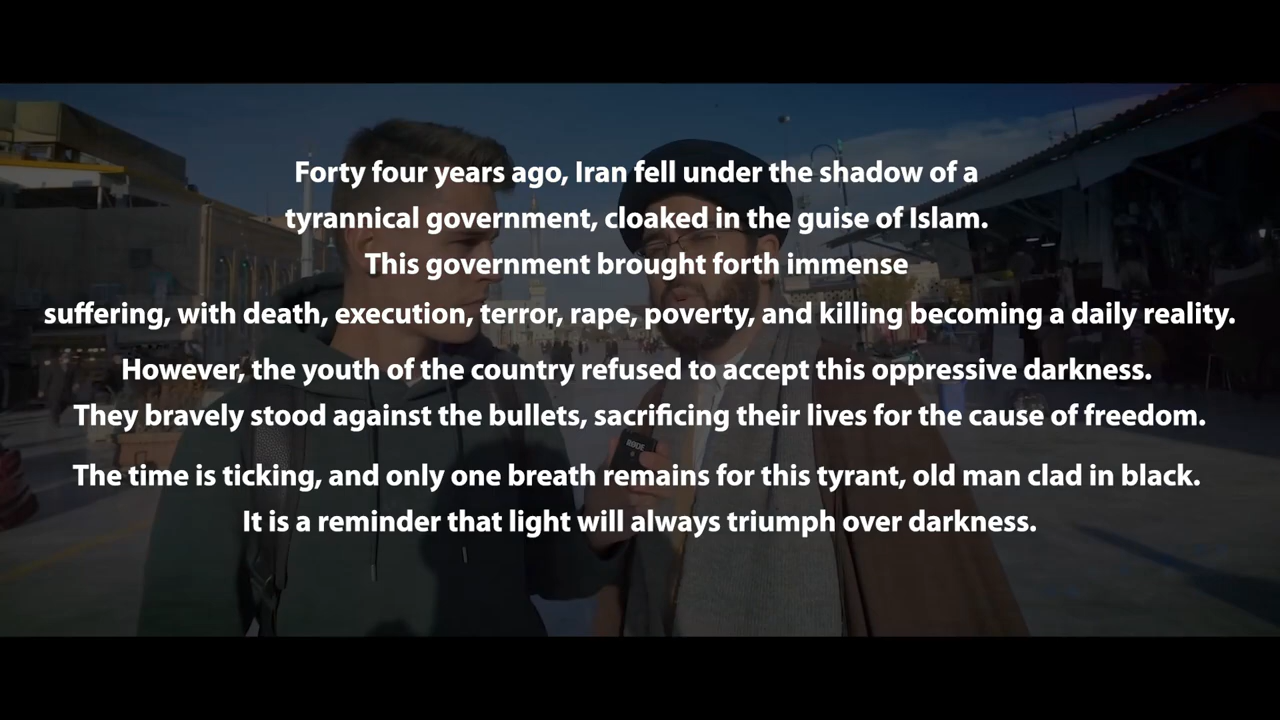 Forty four years ago, Iran fell under the shadow of a
tyrannical government, cloaked in the guise of Islam.
This government brought forth immense
suffering, with death, execution, terror, rape, poverty, and killing becoming a daily reality.
However, the youth of the country refused to accept this oppressive darkness.
They bravely stood against the bullets, sacrificing their lives for the cause of freedom.
The time is ticking, and only one breath remains for this tyrant, old man clad in black.
It is a reminder that light will always triumph over darkness.
RØDE